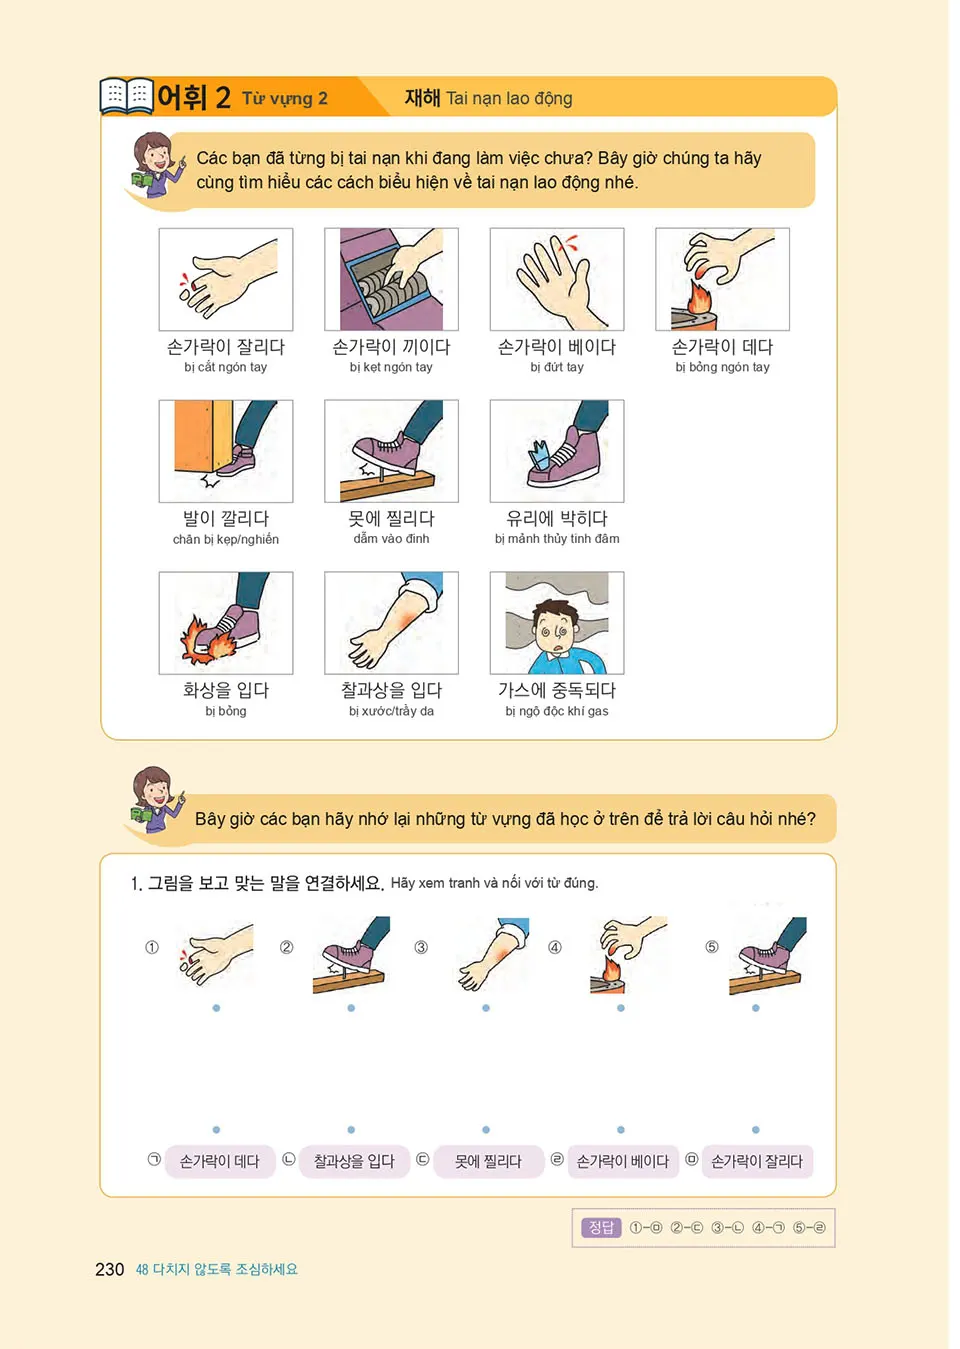 어휘 2 Từ vựng 2 재해 Tai nạn lao động
Các bạn đã từng bị tai nạn khi đang làm việc chưa? Bây giờ chúng ta hãy
cùng tìm hiểu các cách biểu hiện về tai nạn lao động nhé.
손가락이 잘리다 손가락이 끼이다 손가락이 베이다 손가락이 데다
bị cắt ngón tay bị kẹt ngón tay bị đứt tay bị bỏng ngón tay
발이 깔리다 못에 찔리다 유리에 박히다
chân bị kẹp/nghiến dẫm vào đinh bị mảnh thủy tinh đâm
화상을 입다 찰과상을 입다 가스에 중독되다
bị bỏng bị xước/trầy da bị ngộ độc khí gas
Bây giờ các bạn hãy nhớ lại những từ vựng đã học ở trên để trả lời câu hỏi nhé?
1. 그림을 보고 맞는 말을 연결하세요. Hãy xem tranh và nối với từ đúng.
① ② ③ ④ ⑤
㉠ 손가락이 데다 ㉡ 찰과상을 입다 ㉢ 못에 찔리다 ㉣ 손가락이 베이다 ㉤ 손가락이 잘리다
정답 ①-㉤ ②-㉢ ③-㉡ ④-㉠ ⑤-㉣
230 48 다치지 않도록 조심하세요